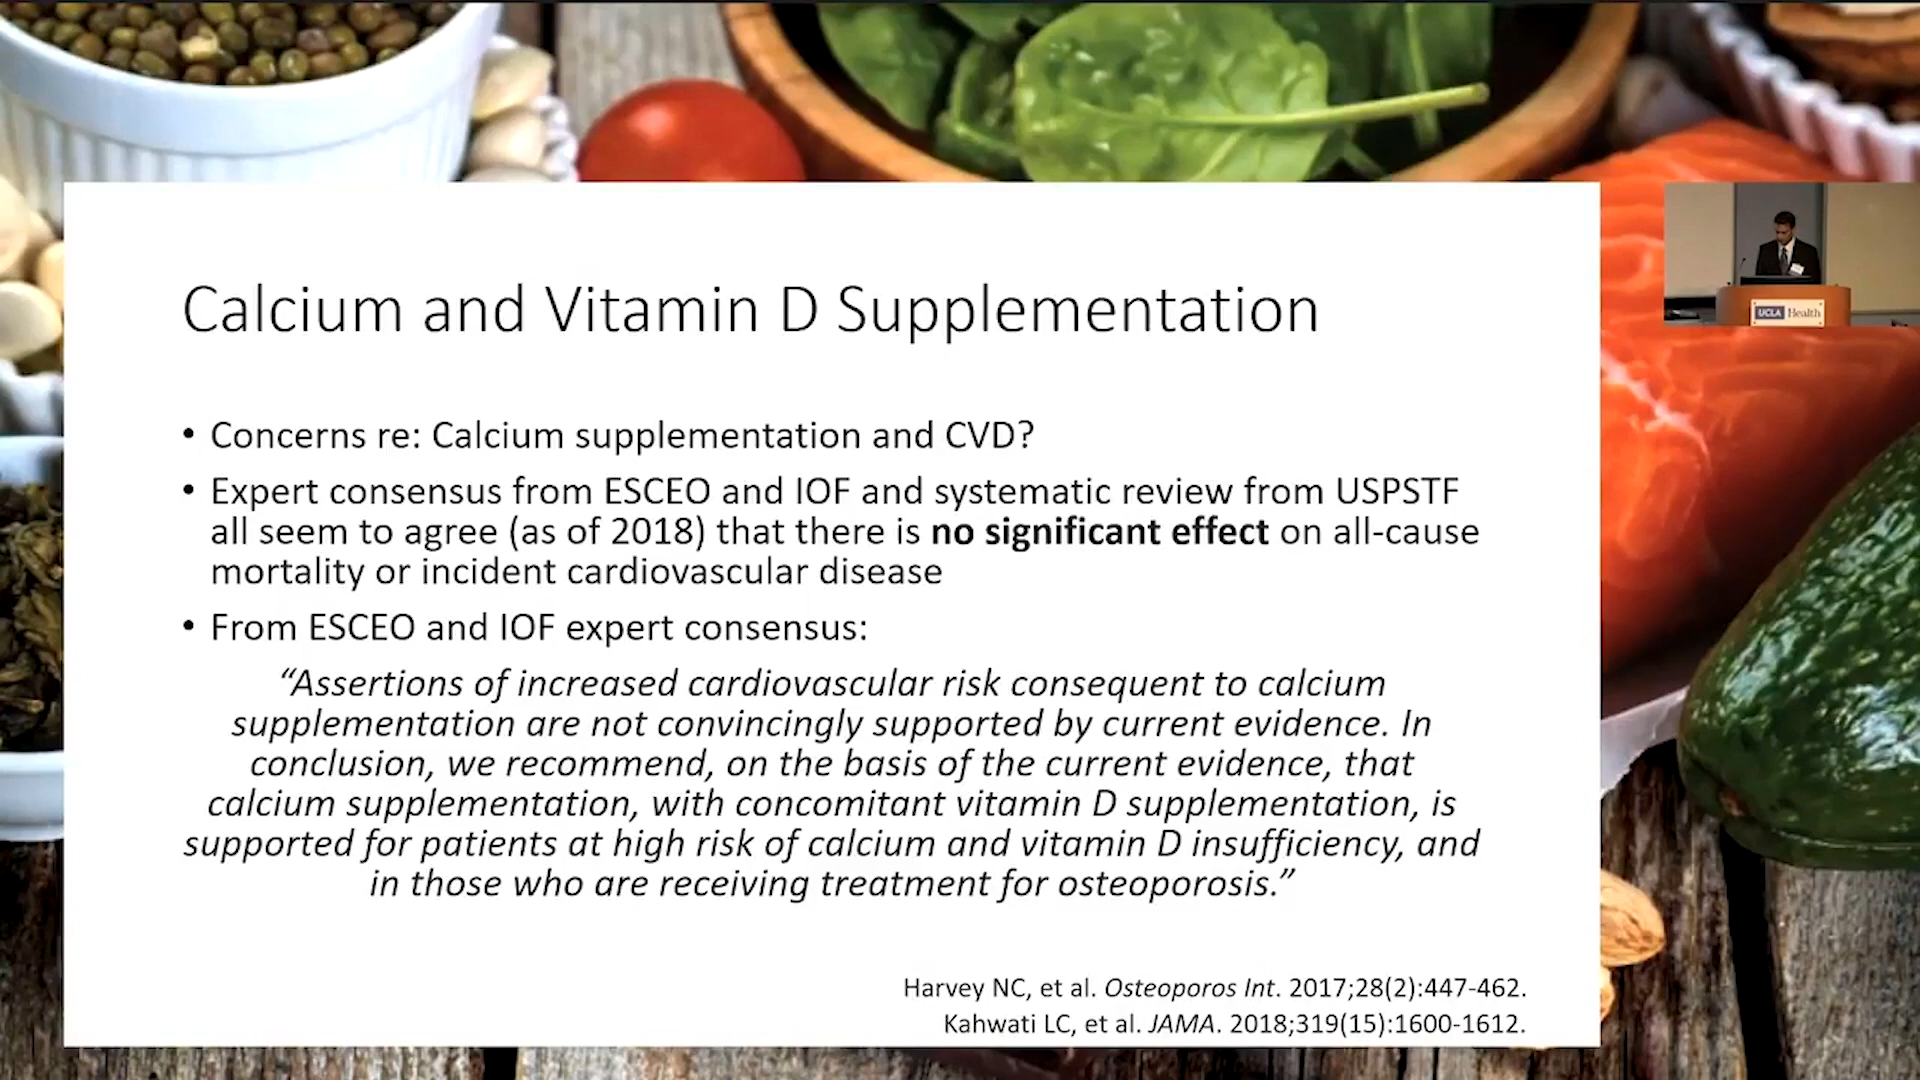 Calcium and Vitamin D Supplementation
• Concerns re: Calcium supplementation and CVD?
• Expert consensus from ESCEO and IOF and systematic review from USPSTF
all seem to agree (as of 2018) that there is no significant effect on all-cause
mortality or incident cardiovascular disease
• From ESCEO and IOF expert consensus:
“Assertions of increased cardiovascular risk consequent to calcium
supplementation are not convincingly supported by current evidence. In
conclusion, we recommend, on the basis of the current evidence, that
calcium supplementation, with concomitant vitamin D supplementation, is
supported for patients at high risk of calcium and vitamin D insufficiency, and
in those who are receiving treatment for osteoporosis.”
Harvey NC, et al. Osteoporos Int. 2017;28(2):447-462.
Kahwati LC, et al. JAMA. 2018;319(15):1600-1612.
UCLA Health